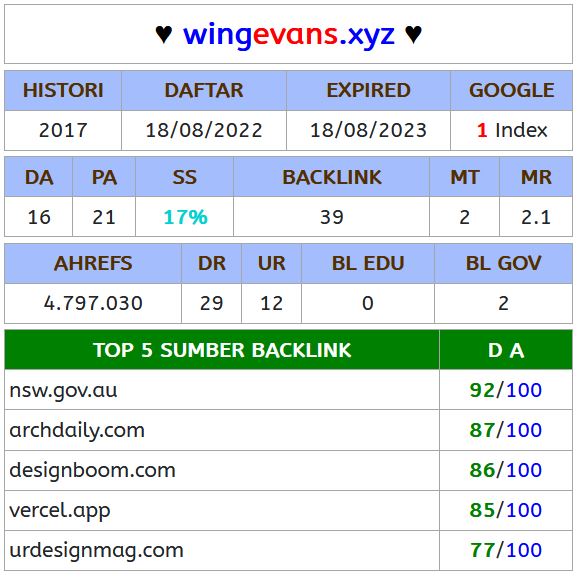 ♥ wingevans.xyz ♥
HISTORI DAFTAR EXPIRED GOOGLE
2017 18/08/2022 18/08/2023 1 Index
DA PA SS BACKLINK MT MR
16 21 17% 39 2 2.1
AHREFS DR UR BL EDU BL GOV
4.797.030 29 12 0 2
TOP 5 SUMBER BACKLINK D A
nsw.gov.au 92/100
archdaily.com 87/100
designboom.com 86/100
vercel.app 85/100
urdesignmag.com 77/100